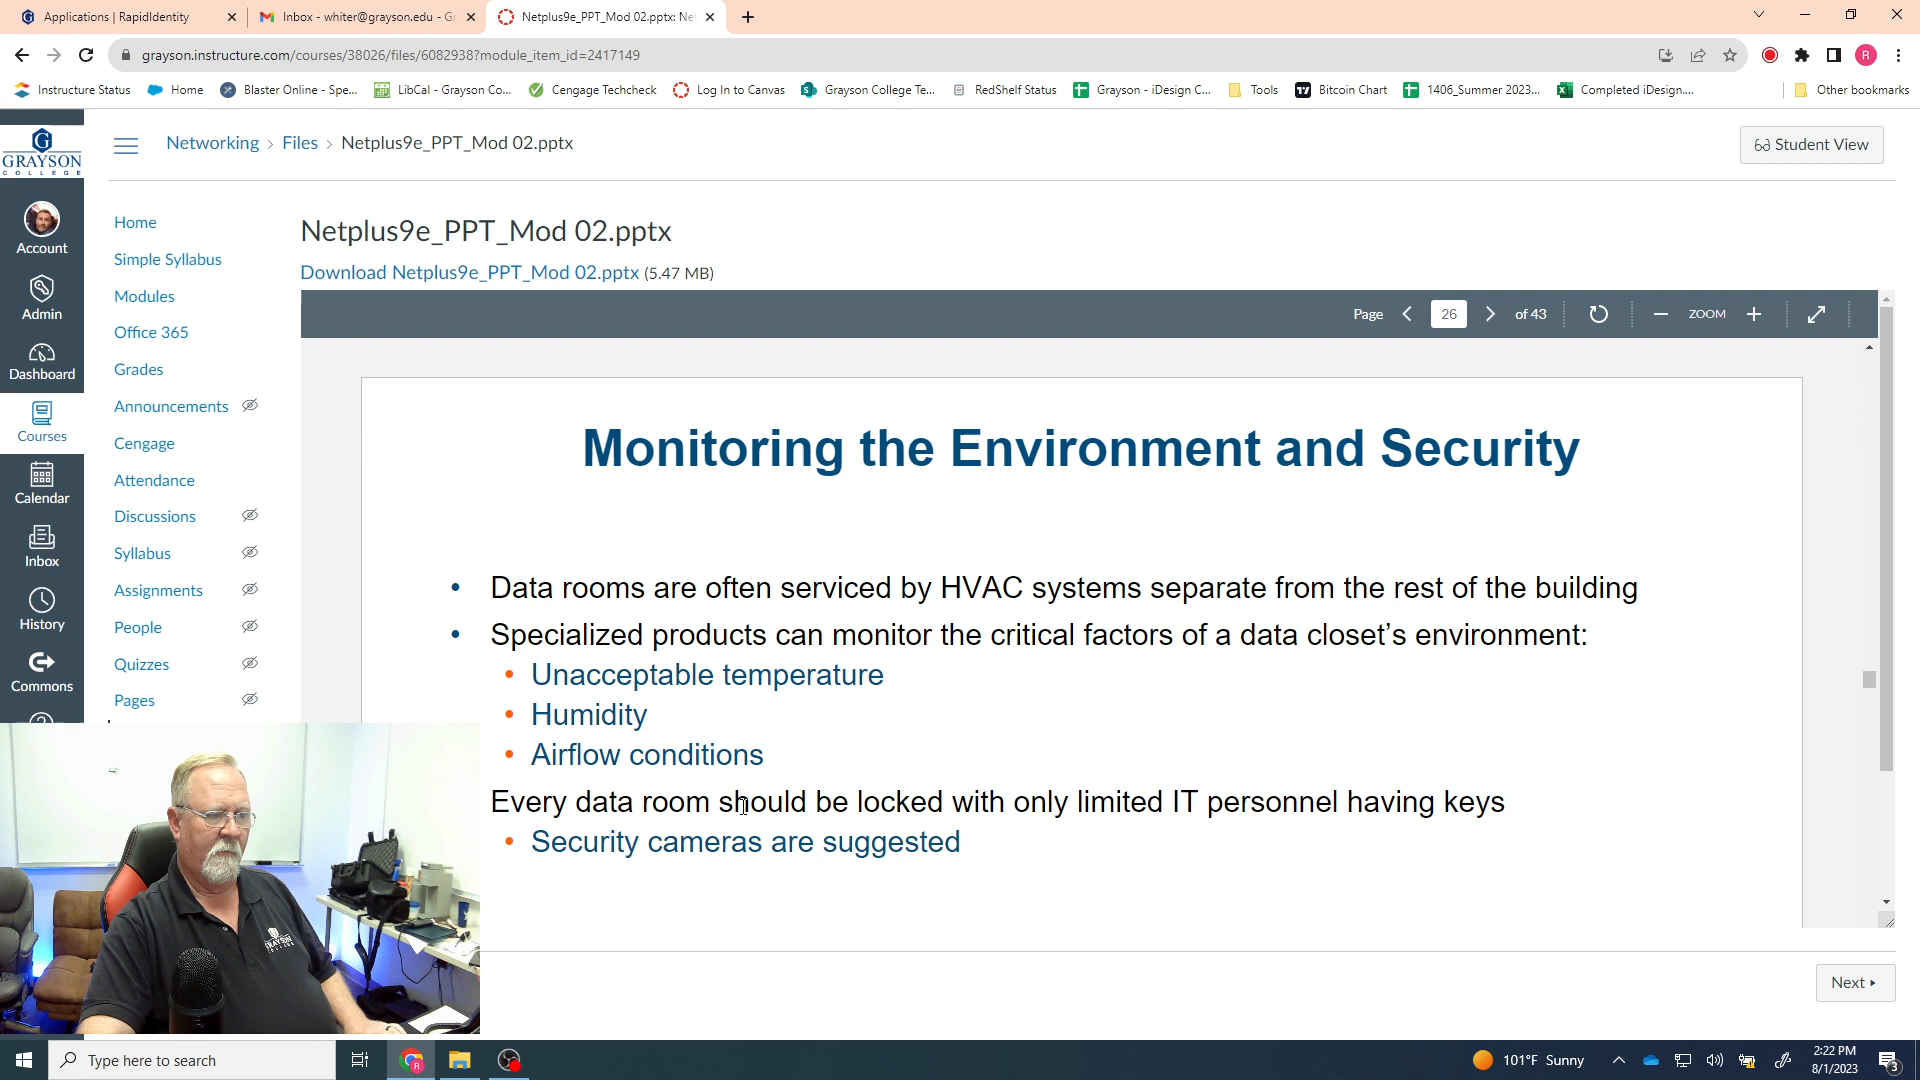 Applications | RapidIdentity
Inbox - whiter@grayson.edu - Gr
Netplus9e_PPT_Mod 02.pptx: Net
grayson.instructure.com/courses/38026/files/6082938?module_item_id=2417149
R
Instructure Status
Home
Blaster Online - Spe...
LibCal - Grayson Co...
Cengage Techcheck
Log In to Canvas
Grayson College Te...
RedShelf Status
Grayson - iDesign C...
Tools
Bitcoin Chart
1406_Summer 2023...
Completed iDesign....
Other bookmarks
GRAYSON
COLLEGE
Networking > Files > Netplus9e_PPT_Mod 02.pptx
Student View
Account
Admin
Dashboard
Courses
Calendar
Inbox
History
Commons
Home
Simple Syllabus
Modules
Office 365
Grades
Announcements
Cengage
Attendance
Discussions
Syllabus
Assignments
People
Quizzes
Pages
Netplus9e_PPT_Mod 02.pptx
Download Netplus9e_PPT_Mod 02.pptx (5.47 MB)
Page 26 of 43 ZOOM
Monitoring the Environment and Security
• Data rooms are often serviced by HVAC systems separate from the rest of the building
• Specialized products can monitor the critical factors of a data closet's environment:
• Unacceptable temperature
• Humidity
• Airflow conditions
Every data room should be locked with only limited IT personnel having keys
• Security cameras are suggested
GRAYSON
COLLEGE
Next
Type here to search
101°F Sunny
2:22 PM
8/1/2023
3